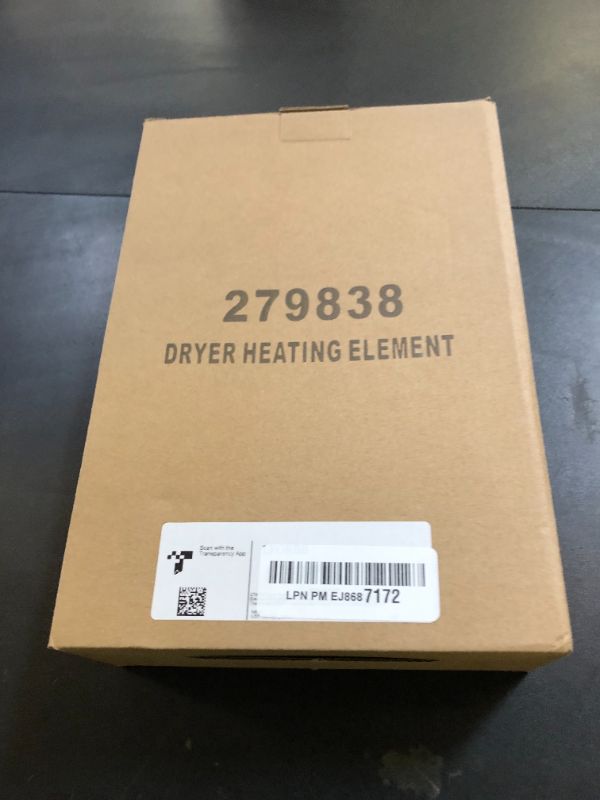 279838
DRYER HEATING ELEMENT
Scan with the
Transparency App
LPN PM EJ8687172